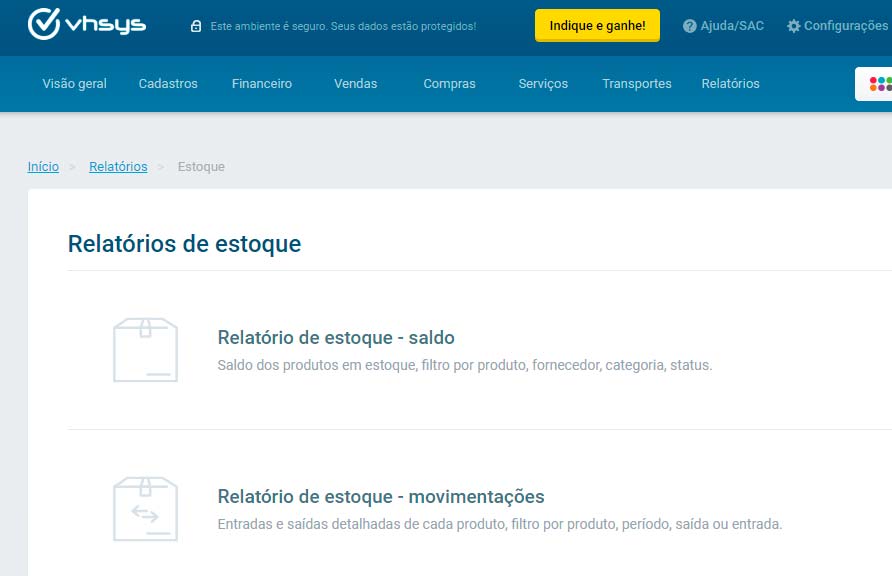 vhsys
Este ambiente é seguro. Seus dados estão protegidos!
Indique e ganhe!
Ajuda/SAC
Configurações
Visão geral Cadastros Financeiro Vendas Compras Serviços Transportes Relatórios
Início > Relatórios > Estoque
Relatórios de estoque
Relatório de estoque - saldo
Saldo dos produtos em estoque, filtro por produto, fornecedor, categoria, status.
Relatório de estoque - movimentações
Entradas e saídas detalhadas de cada produto, filtro por produto, período, saída ou entrada.